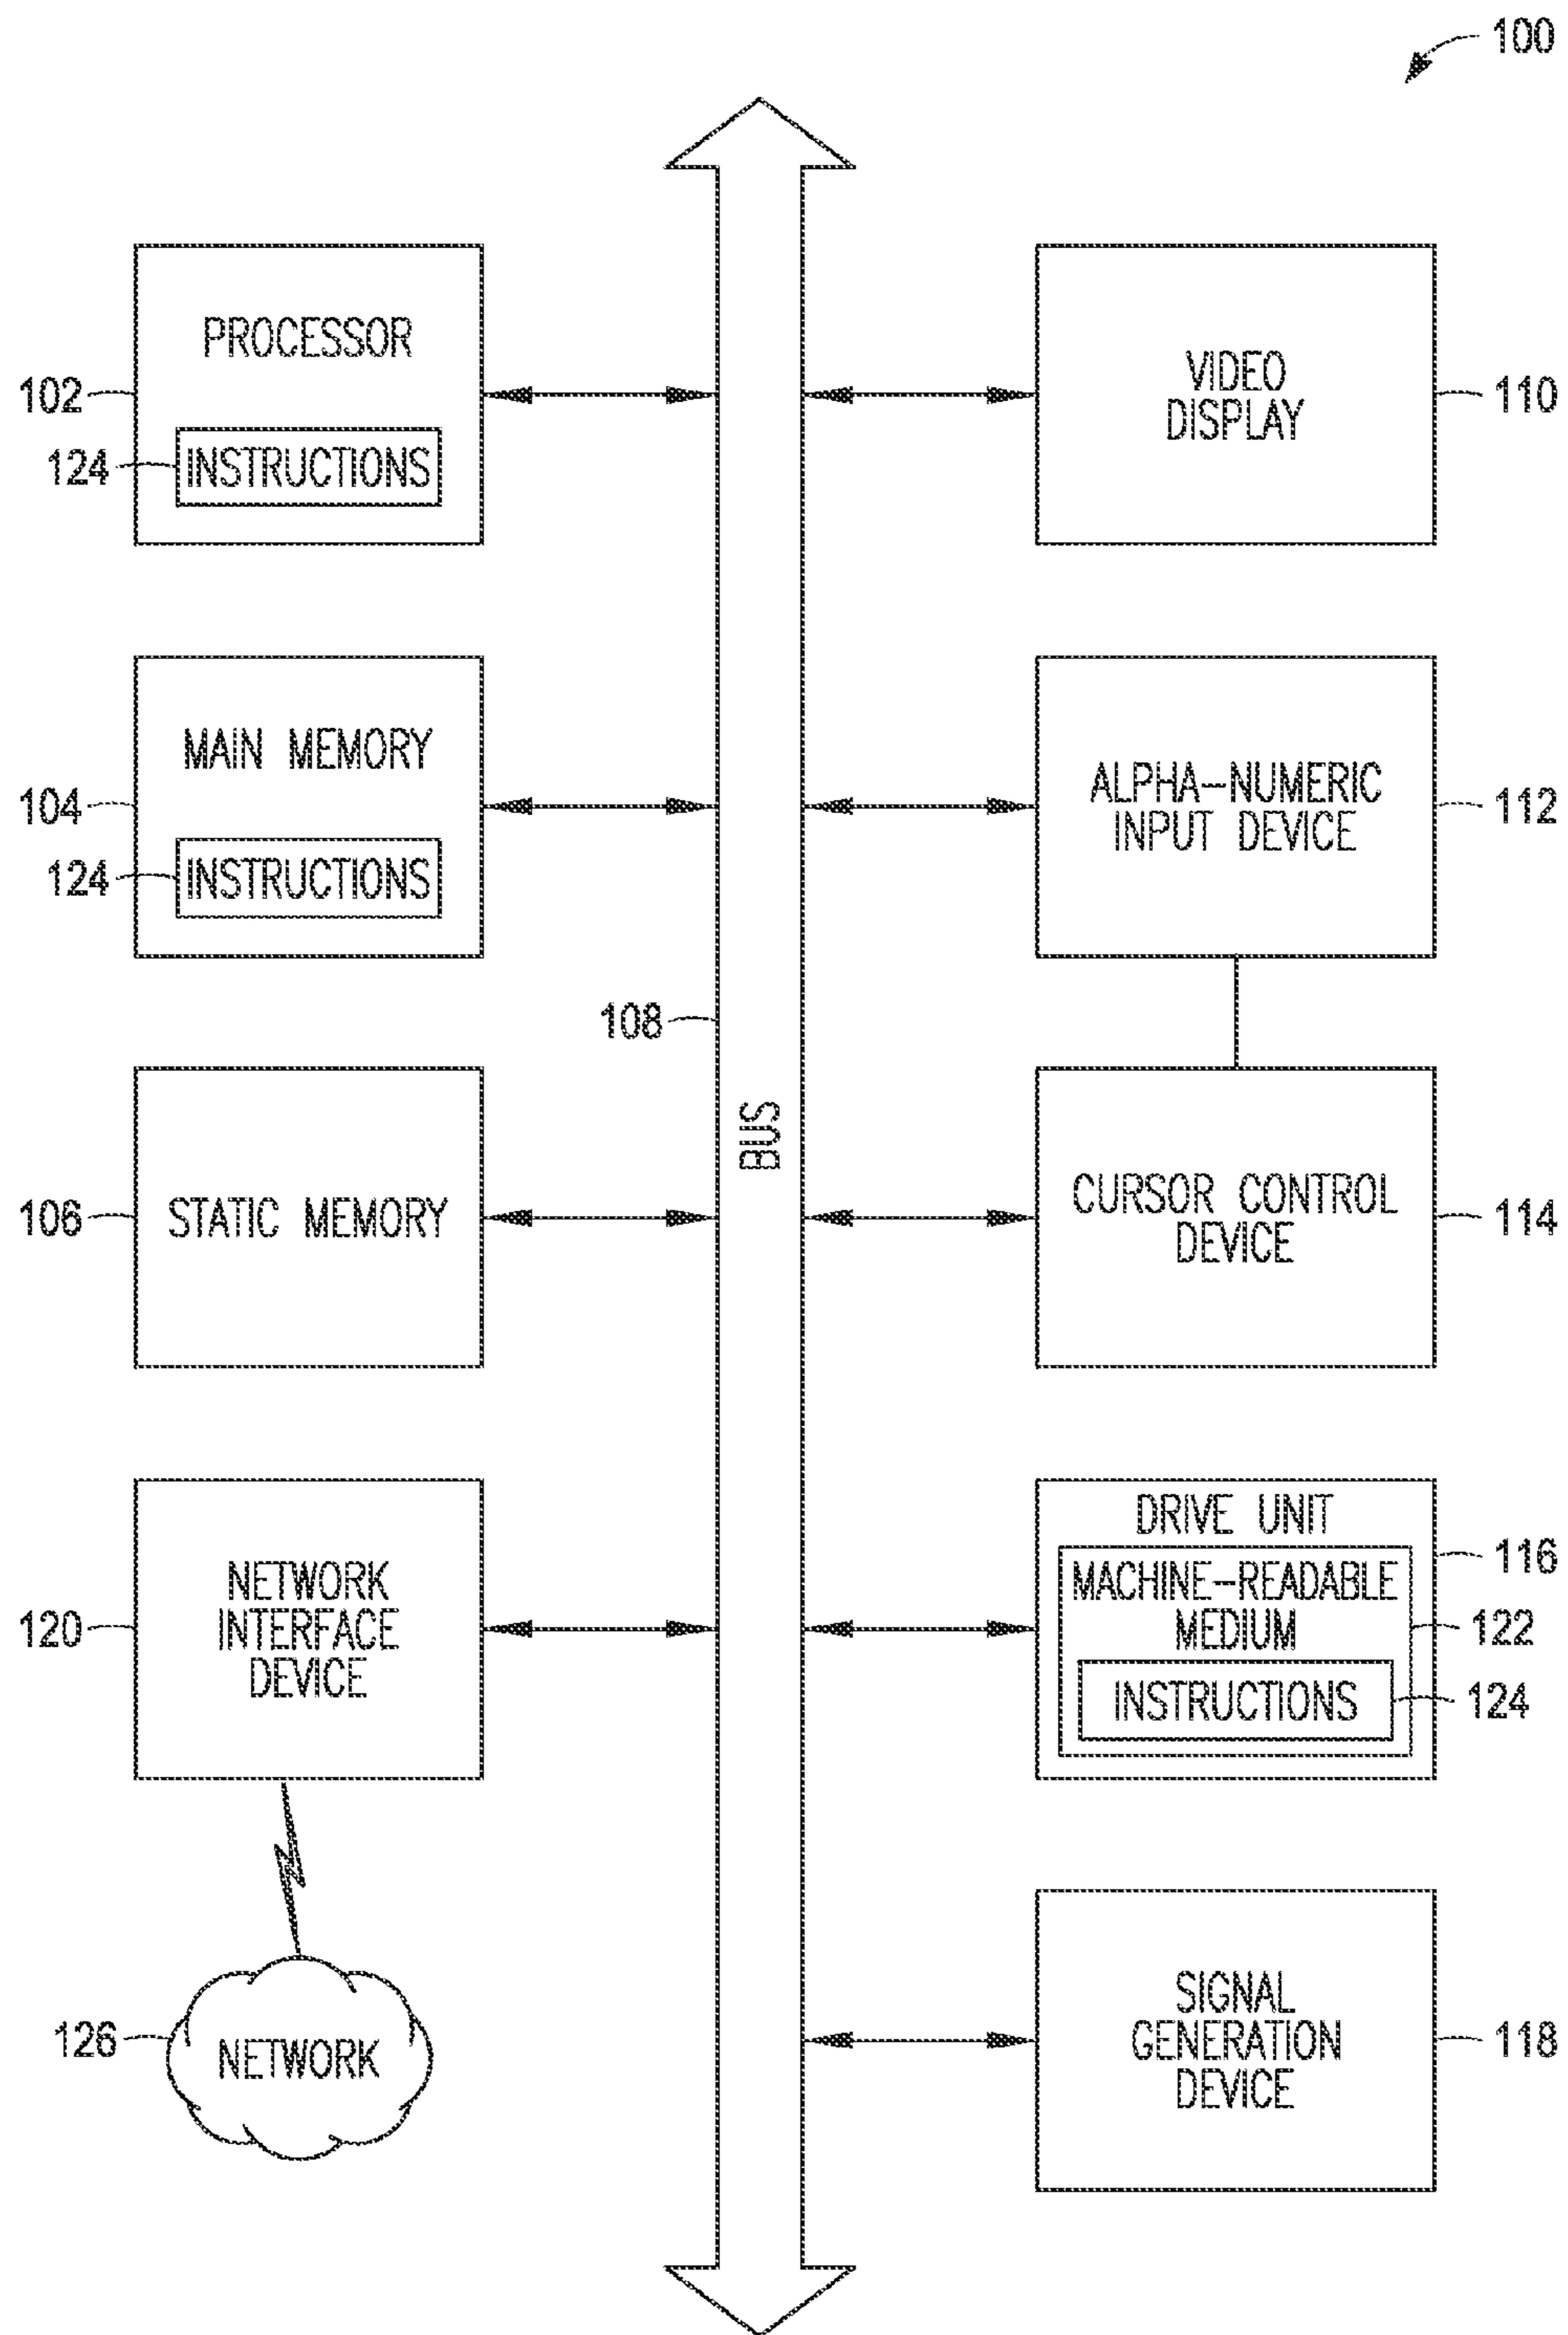 100
PROCESSOR
102
124
INSTRUCTIONS
VIDEO
DISPLAY
110
MAIN MEMORY
104
124
INSTRUCTIONS
ALPHA-NUMERIC
INPUT DEVICE
112
108
BUS
STATIC MEMORY
106
CURSOR CONTROL
DEVICE
114
NETWORK
INTERFACE
DEVICE
120
DRIVE UNIT
116
MACHINE-READABLE
MEDIUM
122
INSTRUCTIONS
124
126
NETWORK
SIGNAL
GENERATION
DEVICE
118